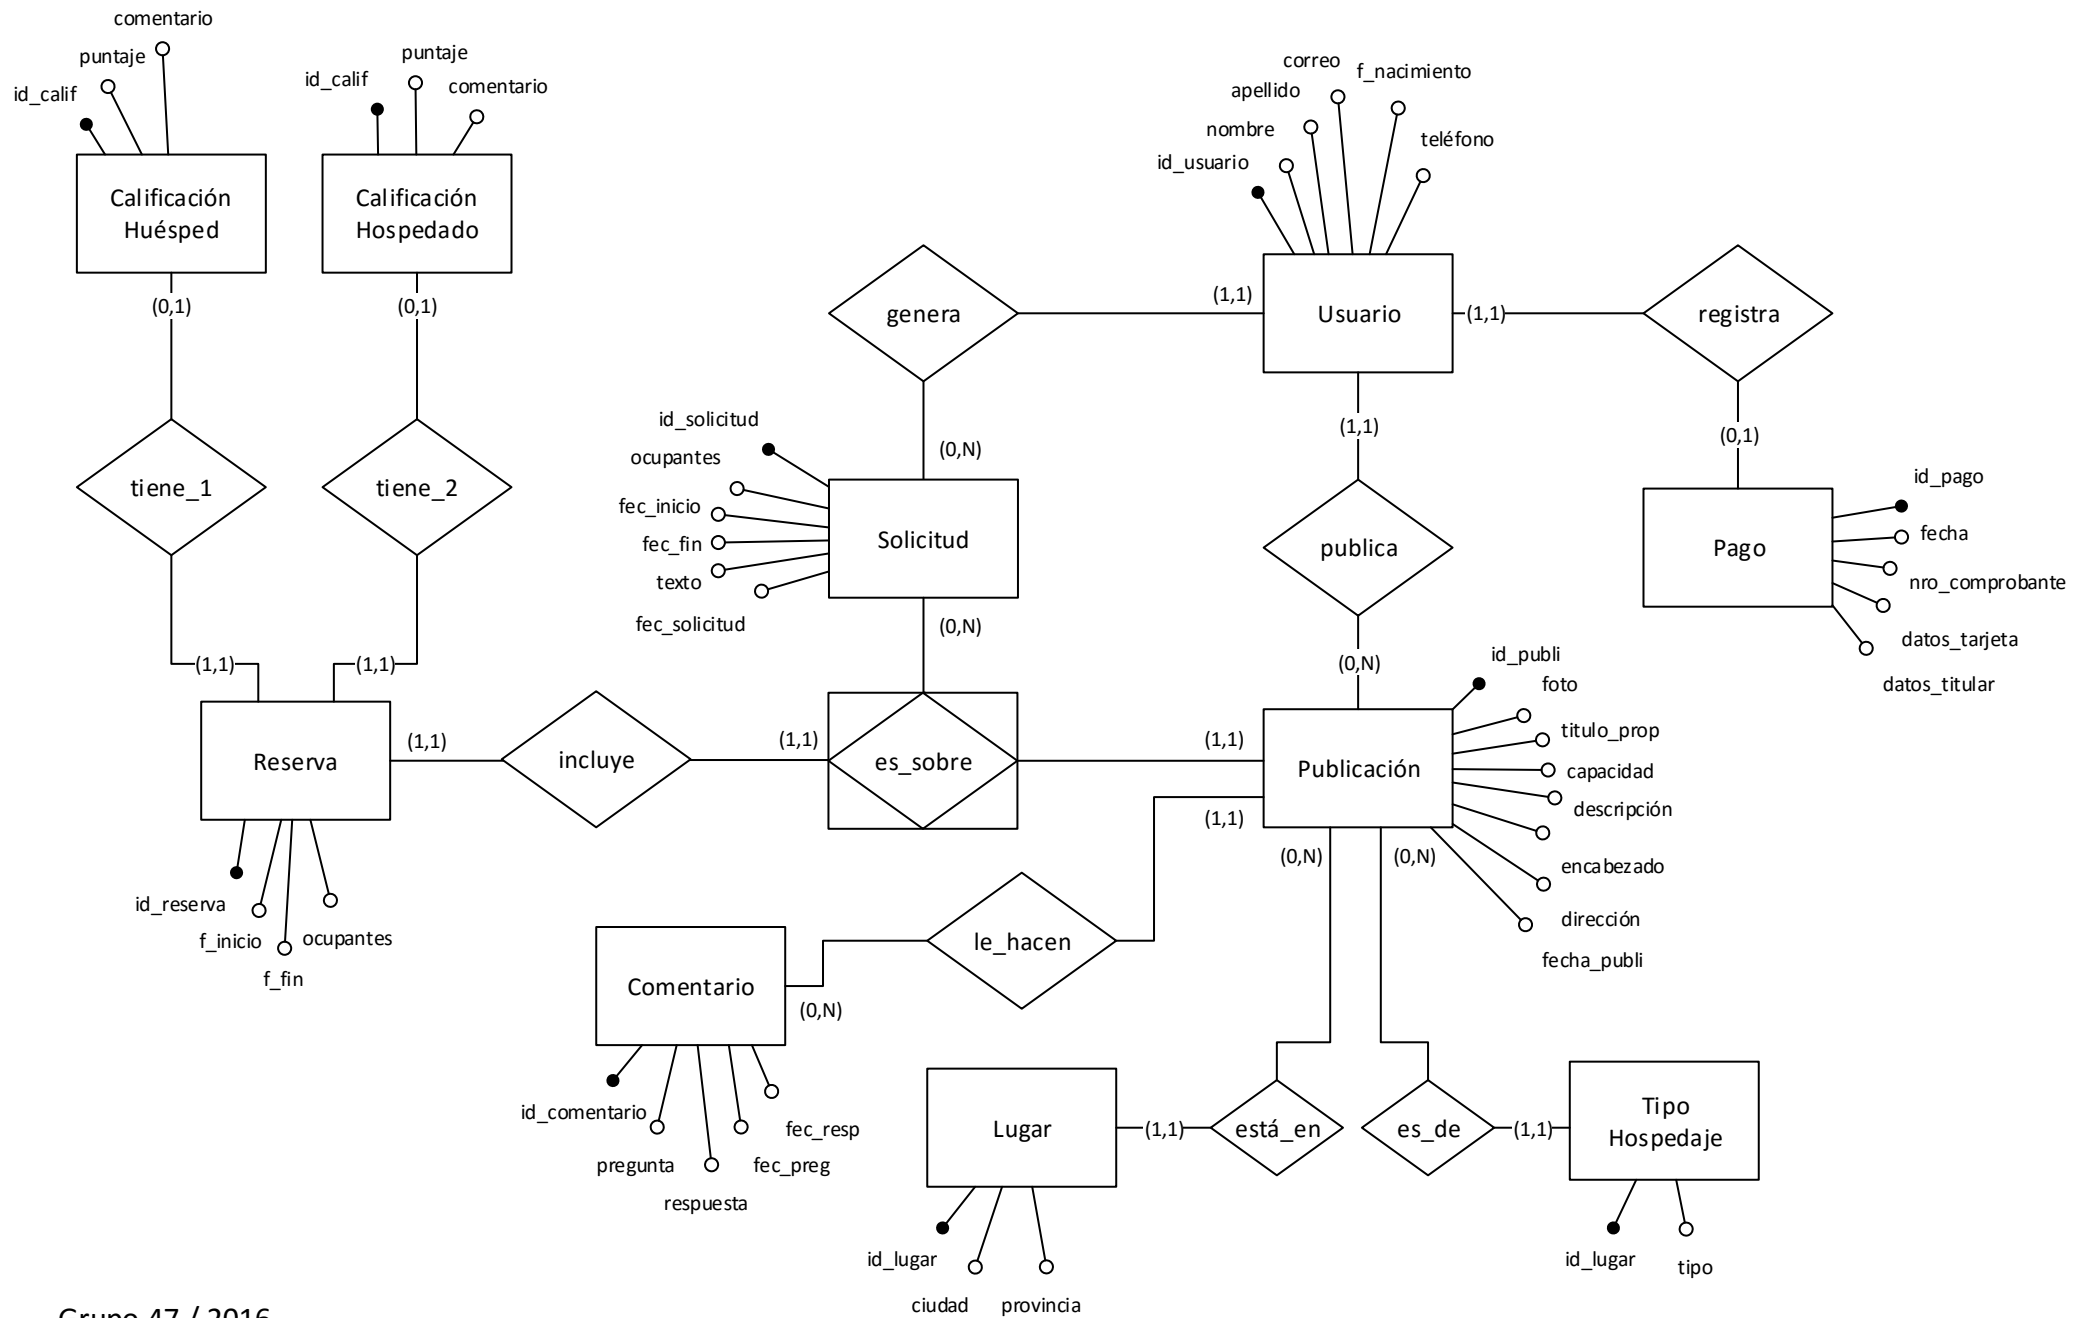 comentario
puntaje
id_calif
id_calif
puntaje
comentario
Calificación
Huésped
Calificación
Hospedado
(0,1)
(0,1)
tiene_1
tiene_2
(1,1)
(1,1)
Reserva
id_reserva
f_inicio
f_fin
ocupantes
(1,1)
incluye
(1,1)
es_sobre
(1,1)
genera
(1,1)
(0,N)
id_solicitud
ocupantes
fec_inicio
fec_fin
texto
fec_solicitud
Solicitud
(0,N)
correo
f_nacimiento
apellido
nombre
teléfono
id_usuario
Usuario
(1,1)
registra
(0,1)
Pago
id_pago
fecha
nro_comprobante
datos_tarjeta
datos_titular
(1,1)
publica
(0,N)
Publicación
id_publi
foto
titulo_prop
capacidad
descripción
encabezado
dirección
fecha_publi
(1,1)
le_hacen
(0,N)
Comentario
id_comentario
pregunta
respuesta
fec_preg
fec_resp
(0,N)
(0,N)
está_en
(1,1)
Lugar
id_lugar
ciudad
provincia
es_de
(1,1)
Tipo
Hospedaje
id_lugar
tipo
Grupo 47 / 2016